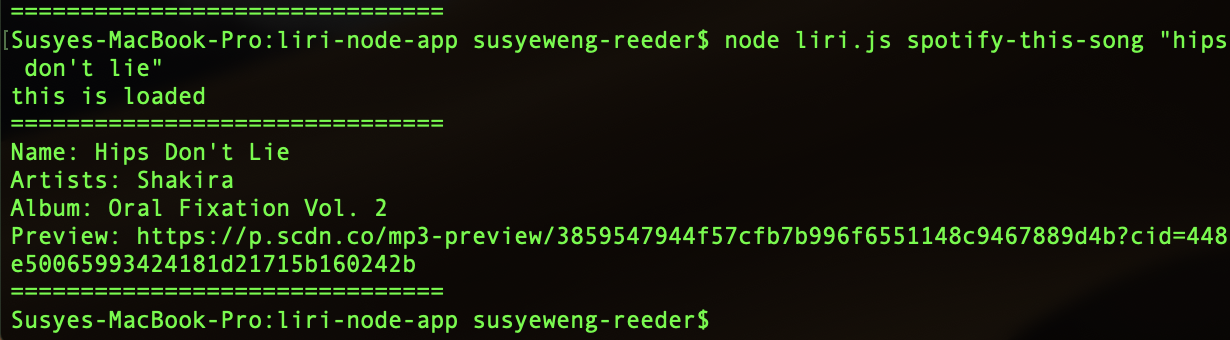 ================================
[Susyes-MacBook-Pro:liri-node-app susyeweng-reeder$ node liri.js spotify-this-song "hips
 don't lie"
this is loaded
================================
Name: Hips Don't Lie
Artists: Shakira
Album: Oral Fixation Vol. 2
Preview: https://p.scdn.co/mp3-preview/3859547944f57cfb7b996f6551148c9467889d4b?cid=448
e50065993424181d21715b160242b
================================
Susyes-MacBook-Pro:liri-node-app susyeweng-reeder$